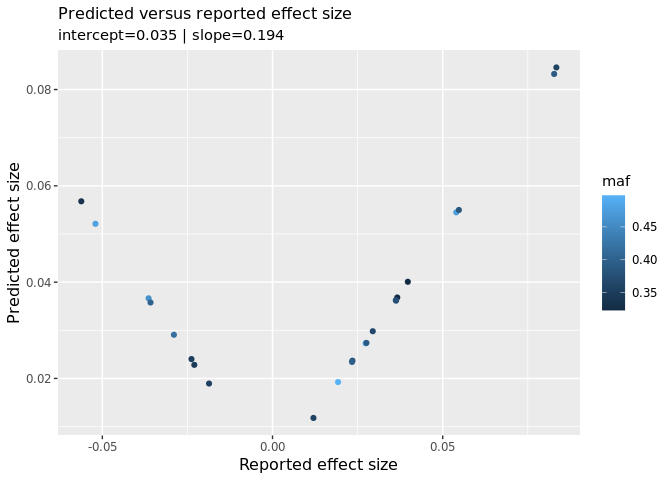 Predicted versus reported effect size
intercept=0.035 | slope=0.194
Predicted effect size
0.08
0.06
0.04
0.02
-0.05
0.00
0.05
Reported effect size
maf
0.45
0.40
0.35